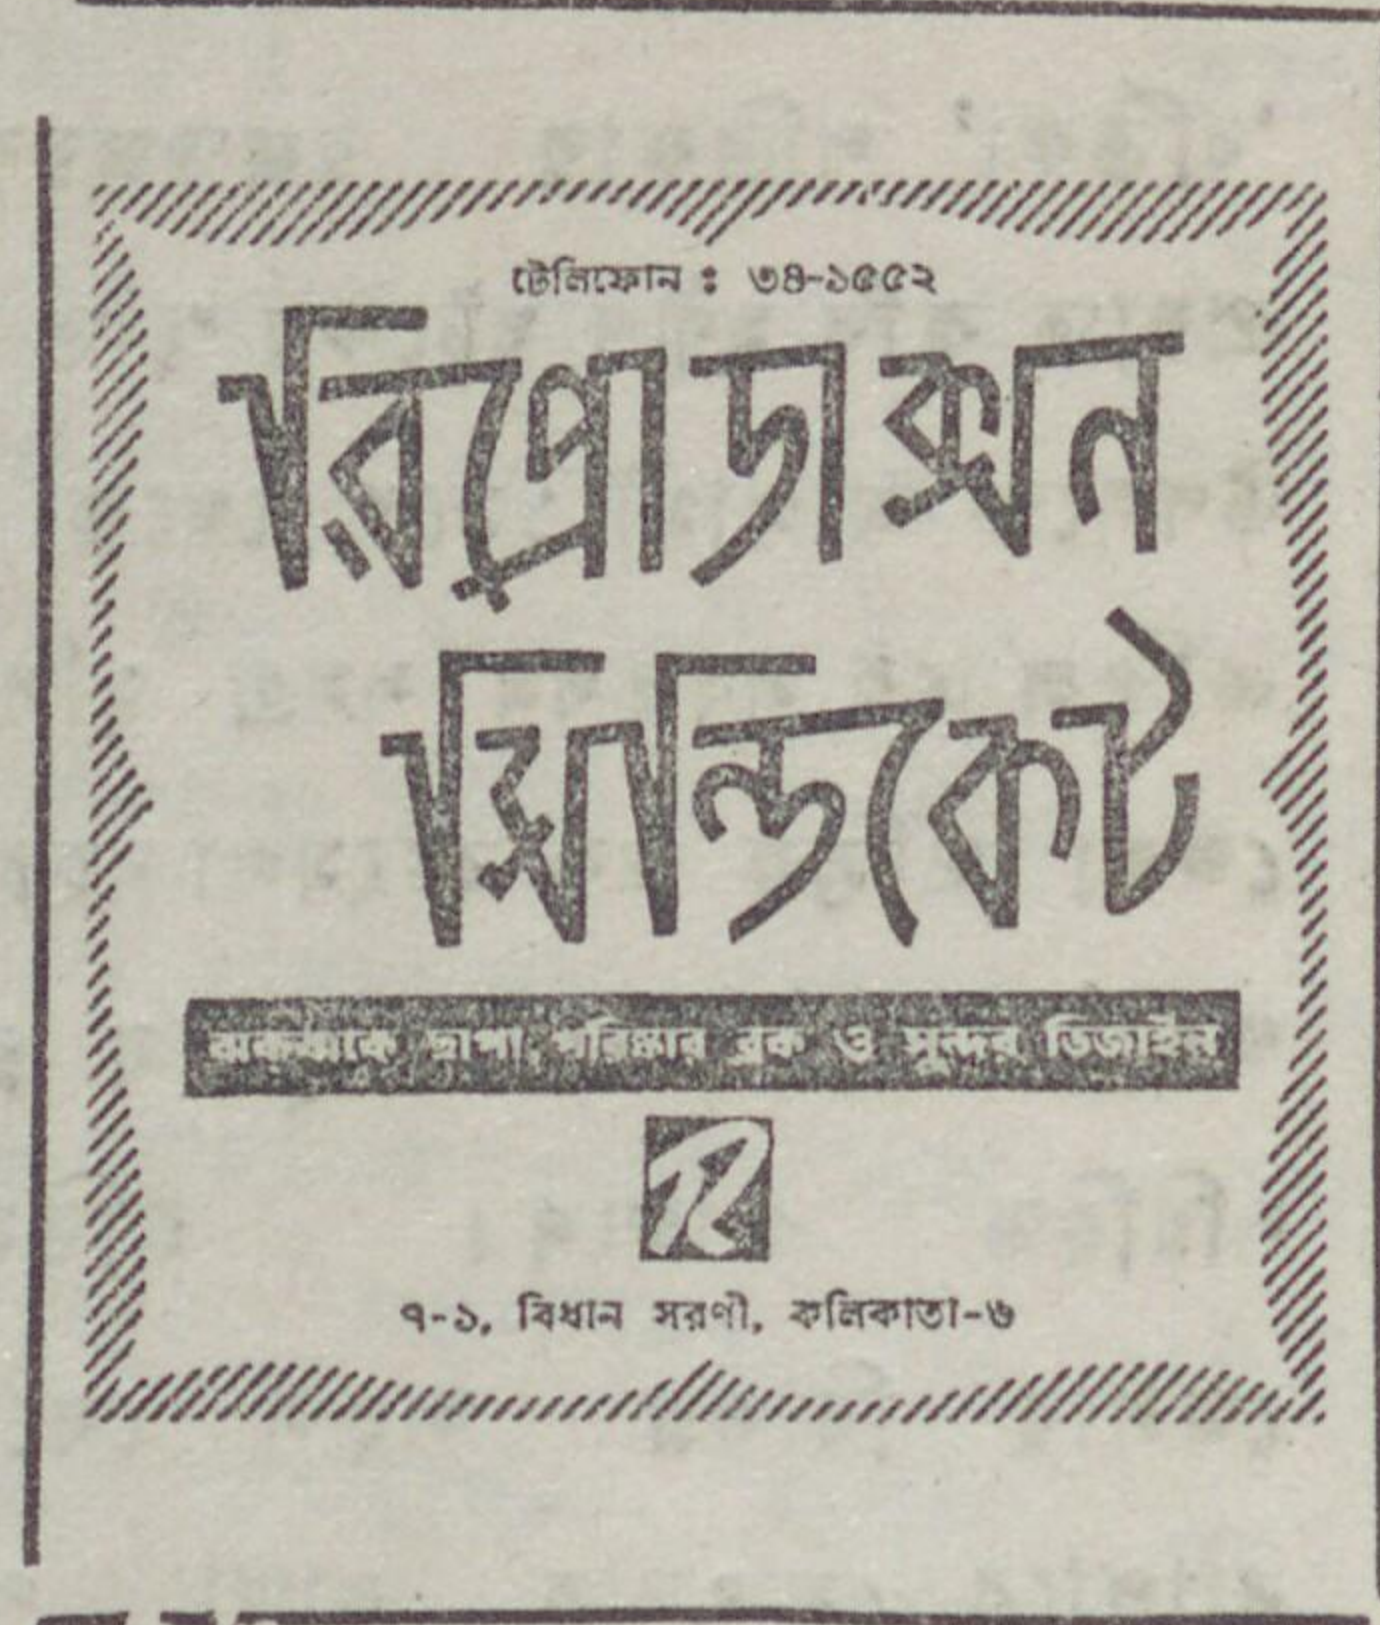 টেলিফোন : ৩৪-১৫৫২
রিপ্রোডাক্সন
সিন্ডিকেট
ঝকঝকে ছাপা, পরিষ্কার ব্লক ও সুন্দর ডিজাইন
R
৭-১, বিধান সরণী, কলিকাতা-৬